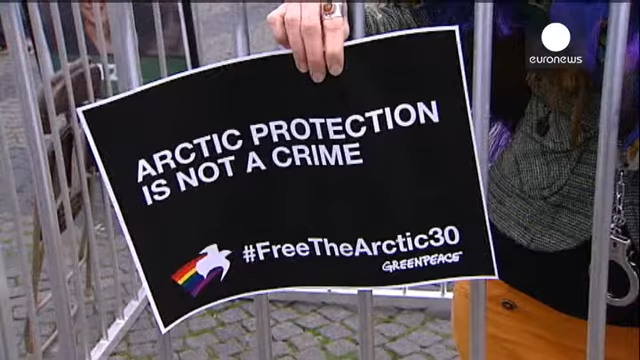 euronews
ARCTIC PROTECTION
IS NOT A CRIME
#FreeTheArctic30
GREENPEACE